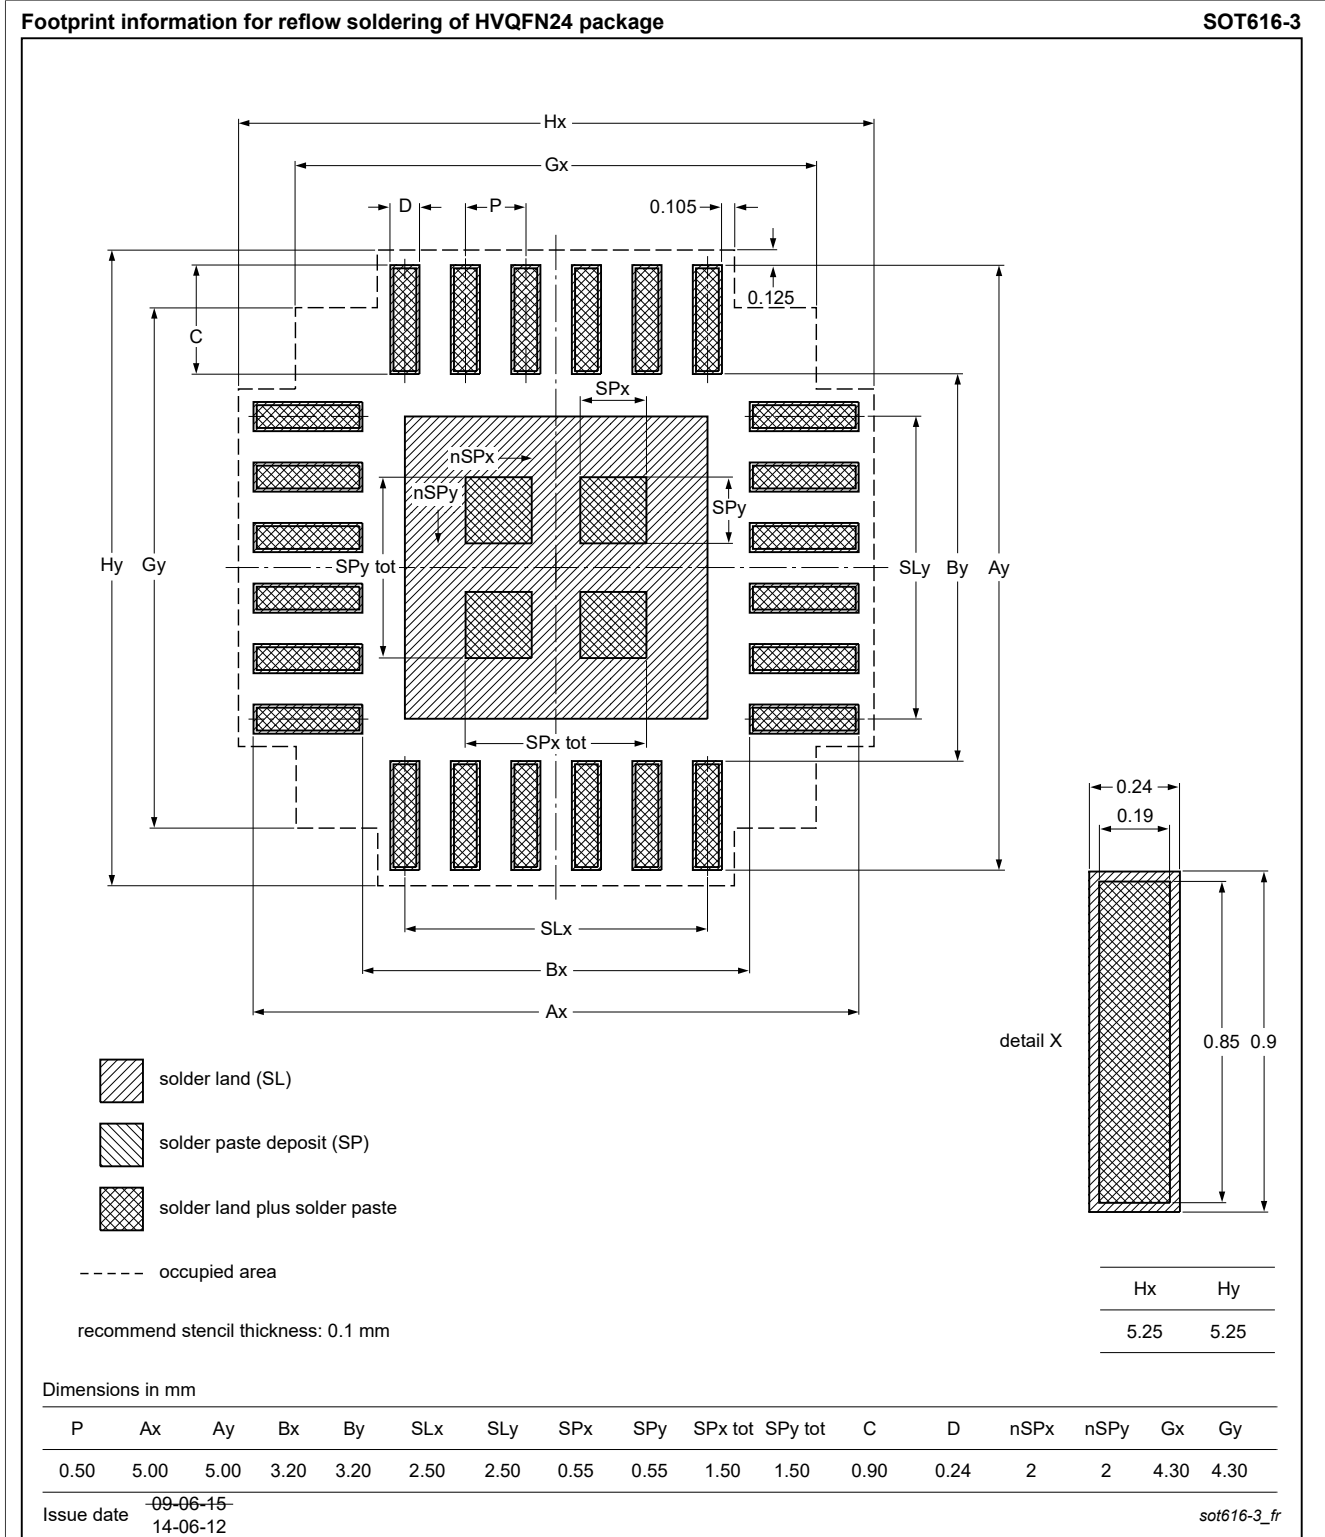 Footprint information for reflow soldering of HVQFN24 package SOT616-3
Hx
Gx
D P 0.105
0.125
C
SPx
nSPx
nSPy
SPy
Hy Gy SPy tot SLy By Ay
SPx tot
0.24
0.19
SLx
Bx
Ax
detail X 0.85 0.9
solder land (SL)
solder paste deposit (SP)
solder land plus solder paste
occupied area
Hx Hy
recommend stencil thickness: 0.1 mm
5.25 5.25
Dimensions in mm
P Ax Ay Bx By SLx SLy SPx SPy SPx tot SPy tot C D nSPx nSPy Gx Gy
0.50 5.00 5.00 3.20 3.20 2.50 2.50 0.55 0.55 1.50 1.50 0.90 0.24 2 2 4.30 4.30
Issue date 09-06-15
14-06-12
sot616-3_fr